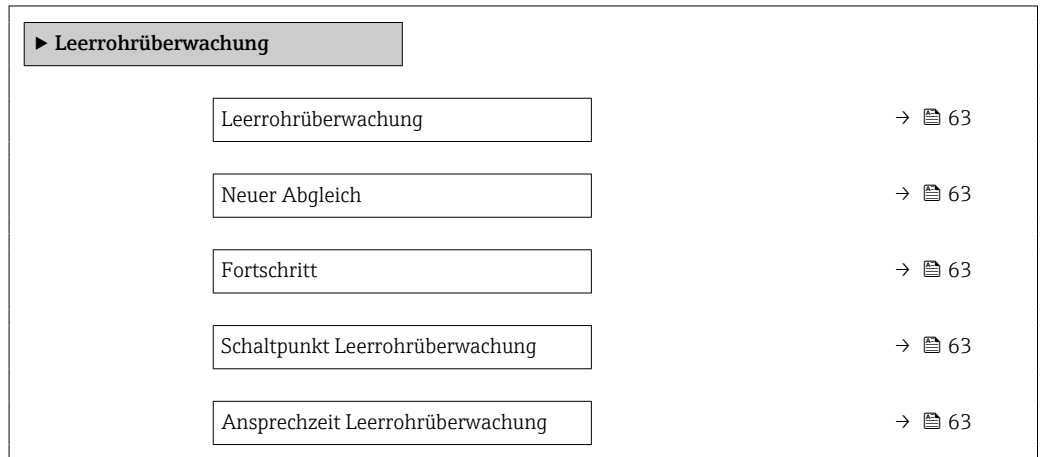 ▶ Leerrohrüberwachung
Leerrohrüberwachung → 63
Neuer Abgleich → 63
Fortschritt → 63
Schaltpunkt Leerrohrüberwachung → 63
Ansprechzeit Leerrohrüberwachung → 63